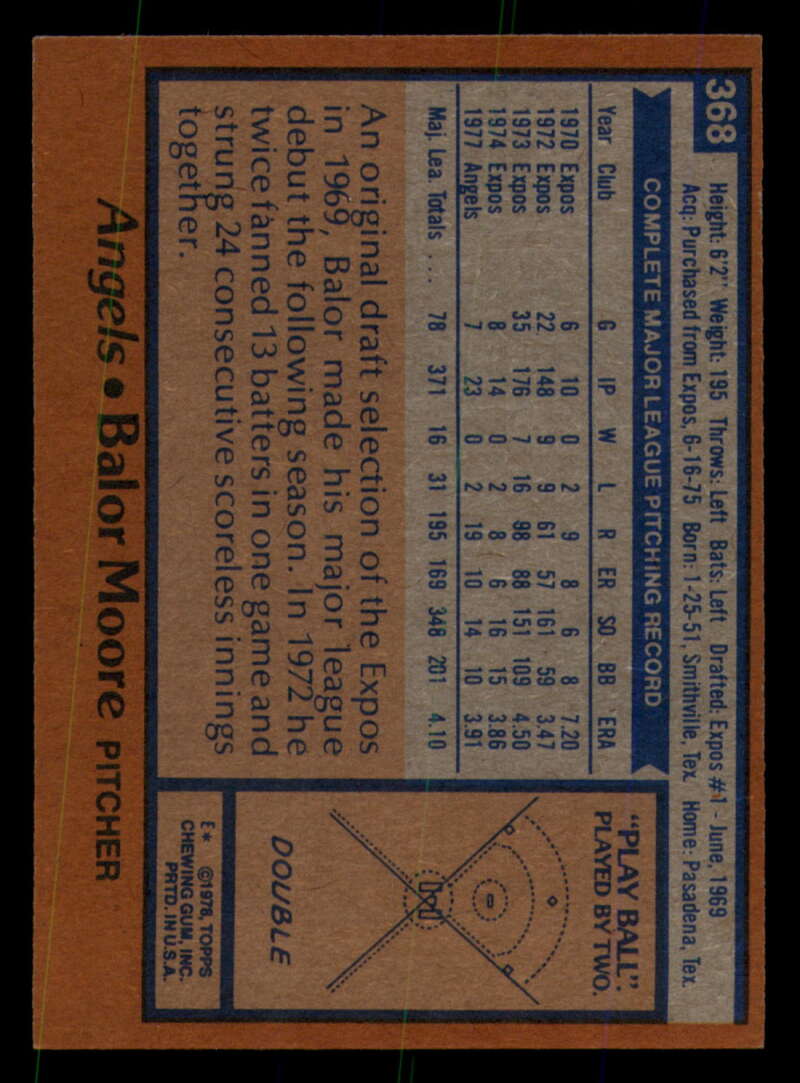 368
Height: 6'2" Weight: 195 Throws: Left Bats: Left Drafted: Expos #1 - June, 1969
Acq: Purchased from Expos, 6-16-75 Born: 1-25-51, Smithville, Tex. Home: Pasadena, Tex.
COMPLETE MAJOR LEAGUE PITCHING RECORD
Year Club G IP W L R ER SO BB ERA
1970 Expos 6 10 0 2 9 8 6 8 7.20
1972 Expos 22 148 9 9 61 57 161 59 3.47
1973 Expos 35 176 7 16 98 88 151 109 4.50
1974 Expos 8 14 0 2 8 6 16 15 3.86
1977 Angels 7 23 0 2 19 10 14 10 3.91
Maj. Lea. Totals ... 78 371 16 31 195 169 348 201 4.10
An original draft selection of the Expos
in 1969, Balor made his major league
debut the following season. In 1972 he
twice fanned 13 batters in one game and
strung 24 consecutive scoreless innings
together.
"PLAY BALL".
PLAYED BY TWO.
DOUBLE
E* ©1978, TOPPS
CHEWING GUM, INC.
PRTD. IN U.S.A.
Angels • Balor Moore PITCHER